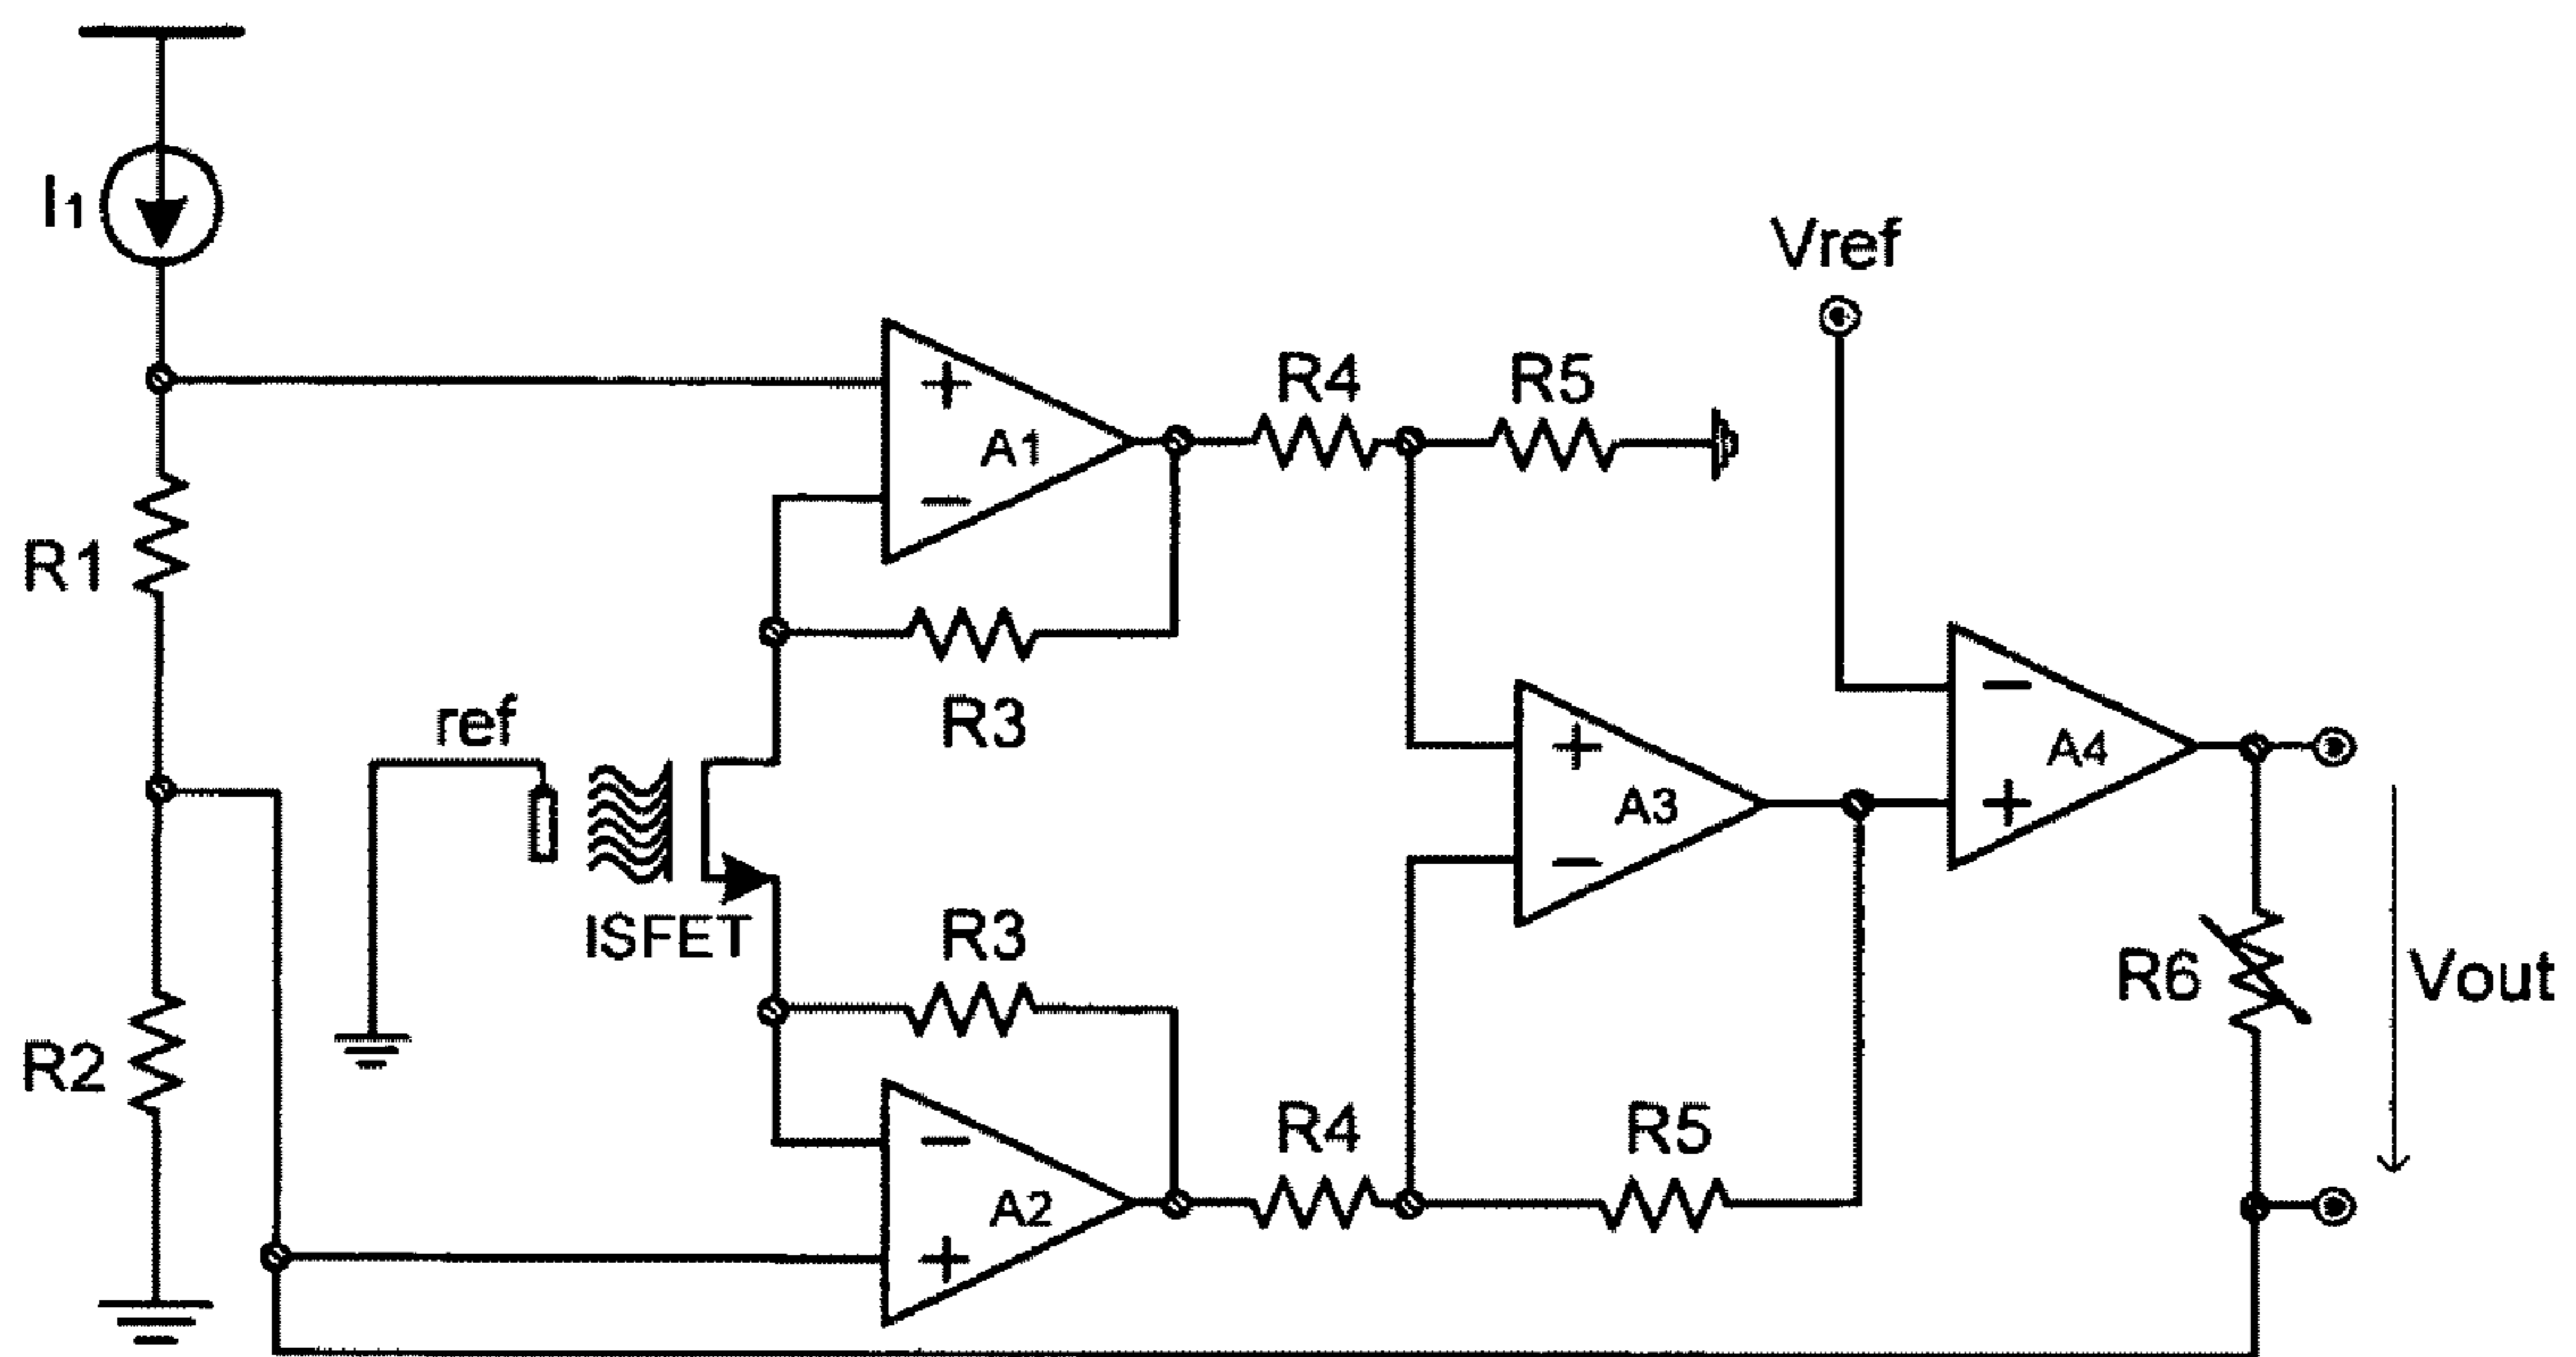 I1
Vref
R4
R5
+
A1
−
R1
R3
ref
−
+
A4
A3
+
−
ISFET
R3
R6
Vout
R2
R4
R5
−
A2
+